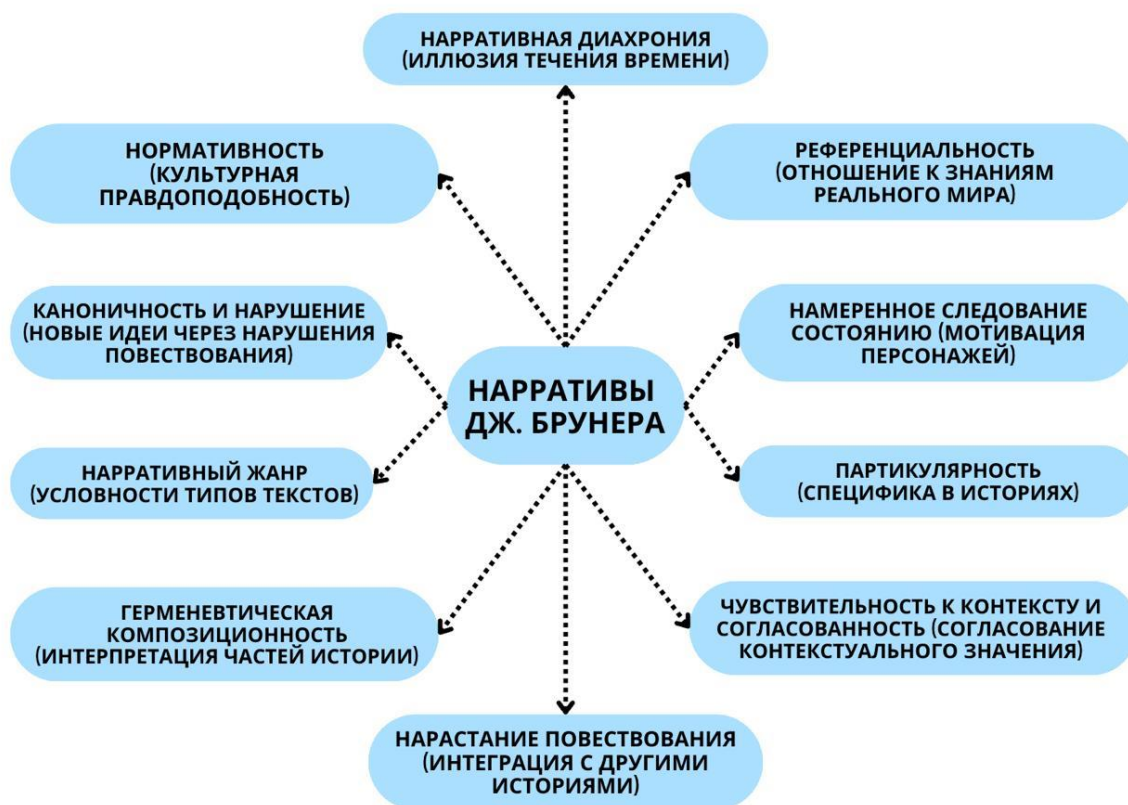 НАРРАТИВНАЯ ДИАХРОНИЯ
(ИЛЛЮЗИЯ ТЕЧЕНИЯ ВРЕМЕНИ)
НОРМАТИВНОСТЬ
(КУЛЬТУРНАЯ
ПРАВДОПОДОБНОСТЬ)
РЕФЕРЕНЦИАЛЬНОСТЬ
(ОТНОШЕНИЕ К ЗНАНИЯМ
РЕАЛЬНОГО МИРА)
КАНОНИЧНОСТЬ И НАРУШЕНИЕ
(НОВЫЕ ИДЕИ ЧЕРЕЗ НАРУШЕНИЯ
ПОВЕСТВОВАНИЯ)
НАМЕРЕННОЕ СЛЕДОВАНИЕ
СОСТОЯНИЮ (МОТИВАЦИЯ
ПЕРСОНАЖЕЙ)
НАРРАТИВЫ
ДЖ. БРУНЕРА
НАРРАТИВНЫЙ ЖАНР
(УСЛОВНОСТИ ТИПОВ ТЕКСТОВ)
ПАРТИКУЛЯРНОСТЬ
(СПЕЦИФИКА В ИСТОРИЯХ)
ГЕРМЕНЕВТИЧЕСКАЯ
КОМПОЗИЦИОННОСТЬ
(ИНТЕРПРЕТАЦИЯ ЧАСТЕЙ ИСТОРИИ)
ЧУВСТВИТЕЛЬНОСТЬ К КОНТЕКСТУ И
СОГЛАСОВАННОСТЬ (СОГЛАСОВАНИЕ
КОНТЕКСТУАЛЬНОГО ЗНАЧЕНИЯ)
НАРАСТАНИЕ ПОВЕСТВОВАНИЯ
(ИНТЕГРАЦИЯ С ДРУГИМИ
ИСТОРИЯМИ)